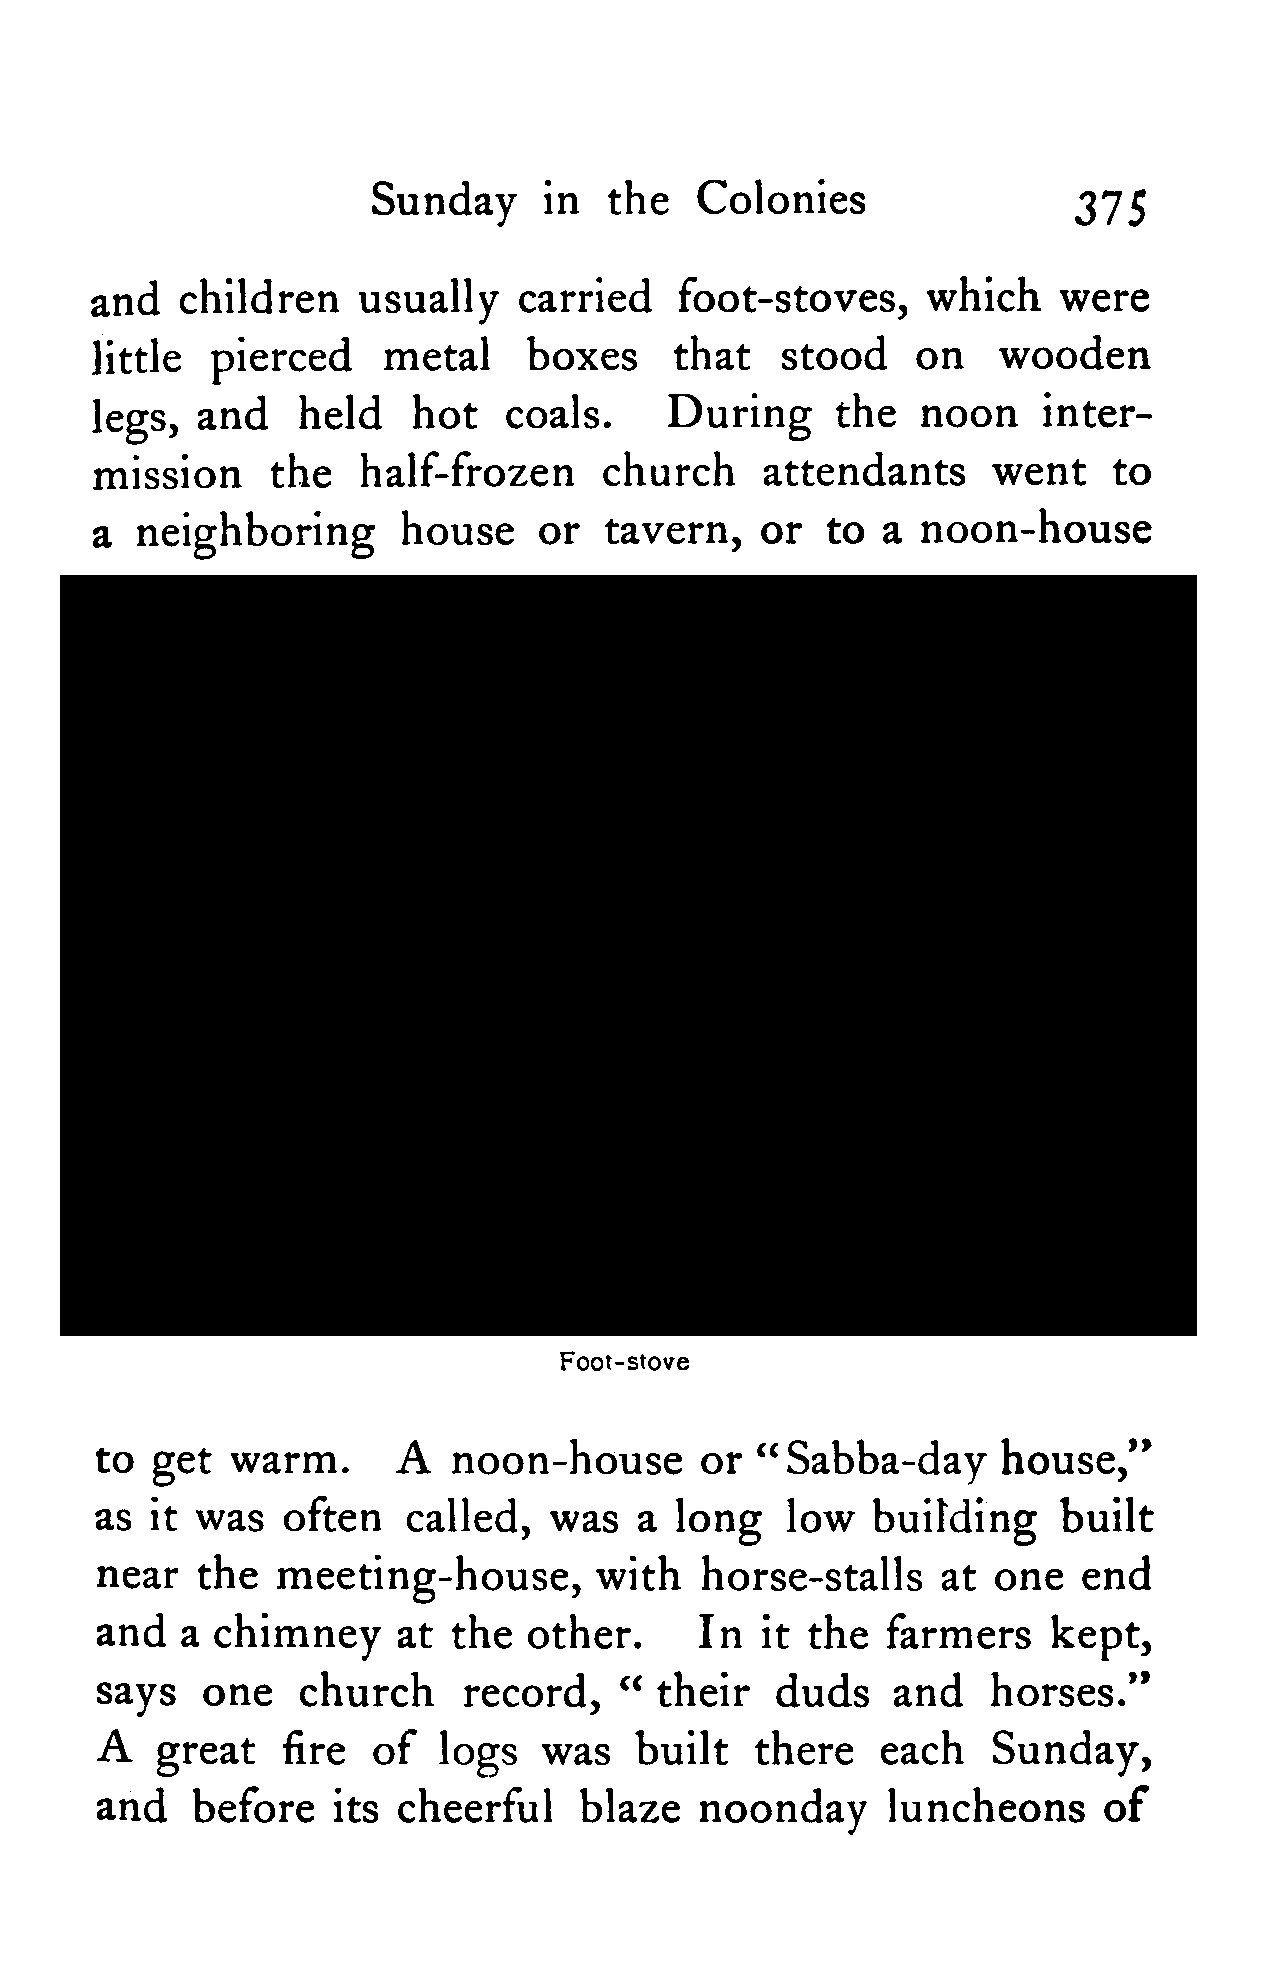 Sunday in the Colonies 375
and children usually carried foot-stoves, which were
little pierced metal boxes that stood on wooden
legs, and held hot coals. During the noon inter-
mission the half-frozen church attendants went to
a neighboring house or tavern, or to a noon-house
Foot-stove
to get warm. A noon-house or "Sabba-day house,"
as it was often called, was a long low building built
near the meeting-house, with horse-stalls at one end
and a chimney at the other. In it the farmers kept,
says one church record, "their duds and horses."
A great fire of logs was built there each Sunday,
and before its cheerful blaze noonday luncheons of